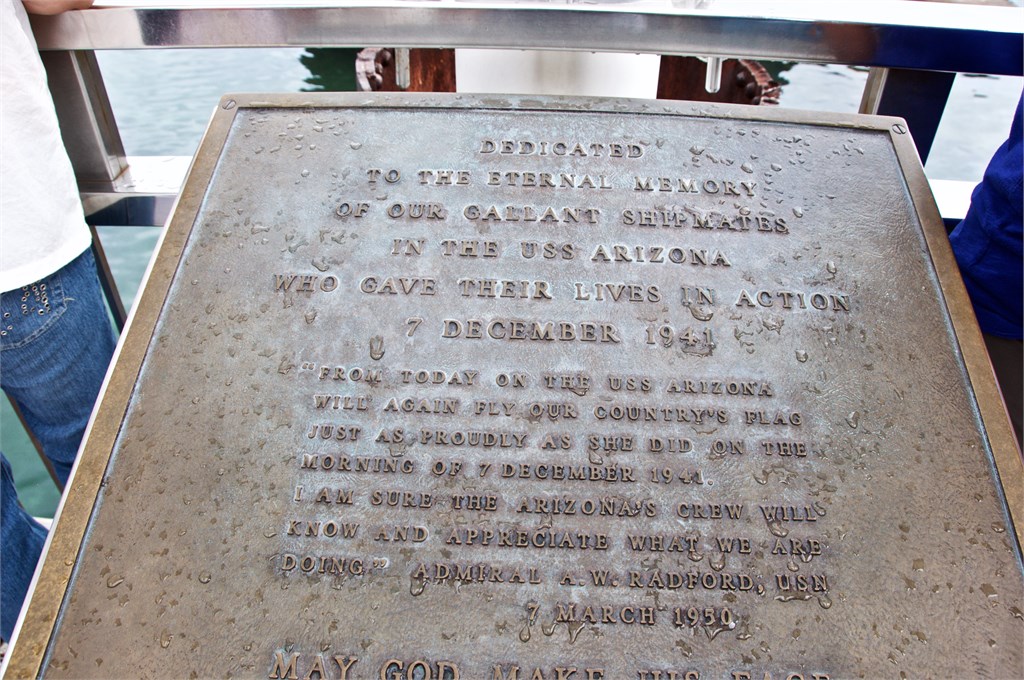 DEDICATED
TO THE ETERNAL MEMORY
OF OUR GALLANT SHIPMATES
IN THE USS ARIZONA
WHO GAVE THEIR LIVES IN ACTION
7 DECEMBER 1941
"FROM TODAY ON THE USS ARIZONA
WILL AGAIN FLY OUR COUNTRY'S FLAG
JUST AS PROUDLY AS SHE DID ON THE
MORNING OF 7 DECEMBER 1941.
I AM SURE THE ARIZONA'S CREW WILL
KNOW AND APPRECIATE WHAT WE ARE
DOING" ADMIRAL A.W. RADFORD, USN
7 MARCH 1950
MAY GOD MAKE HIS FACE